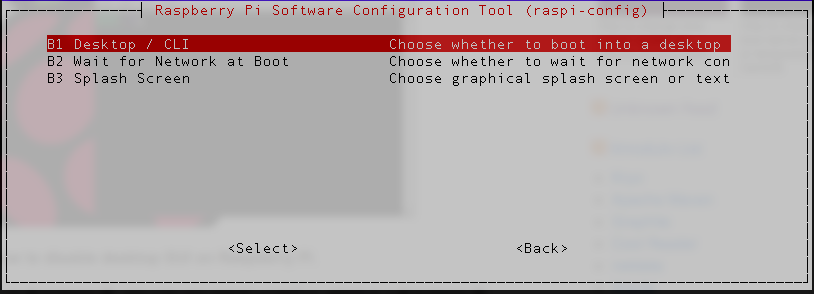 Raspberry Pi Software Configuration Tool (raspi-config)
B1 Desktop / CLI Choose whether to boot into a desktop
B2 Wait for Network at Boot Choose whether to wait for network con
B3 Splash Screen Choose graphical splash screen or text
<Select> <Back>